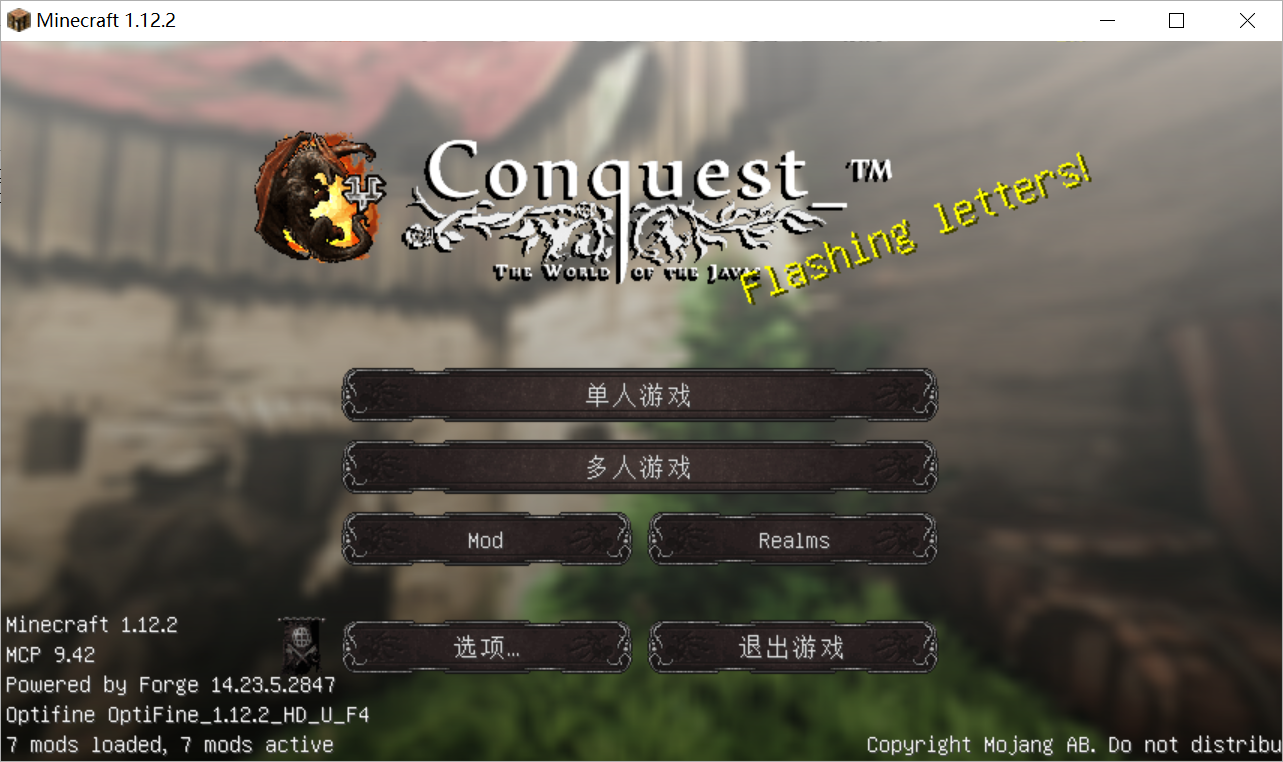 Minecraft 1.12.2
Conquest_™
THE WORLD OF THE JAVA
Flashing letters!
单人游戏
多人游戏
Mod
Realms
选项...
退出游戏
Minecraft 1.12.2
MCP 9.42
Powered by Forge 14.23.5.2847
Optifine OptiFine_1.12.2_HD_U_F4
7 mods loaded, 7 mods active
Copyright Mojang AB. Do not distribu